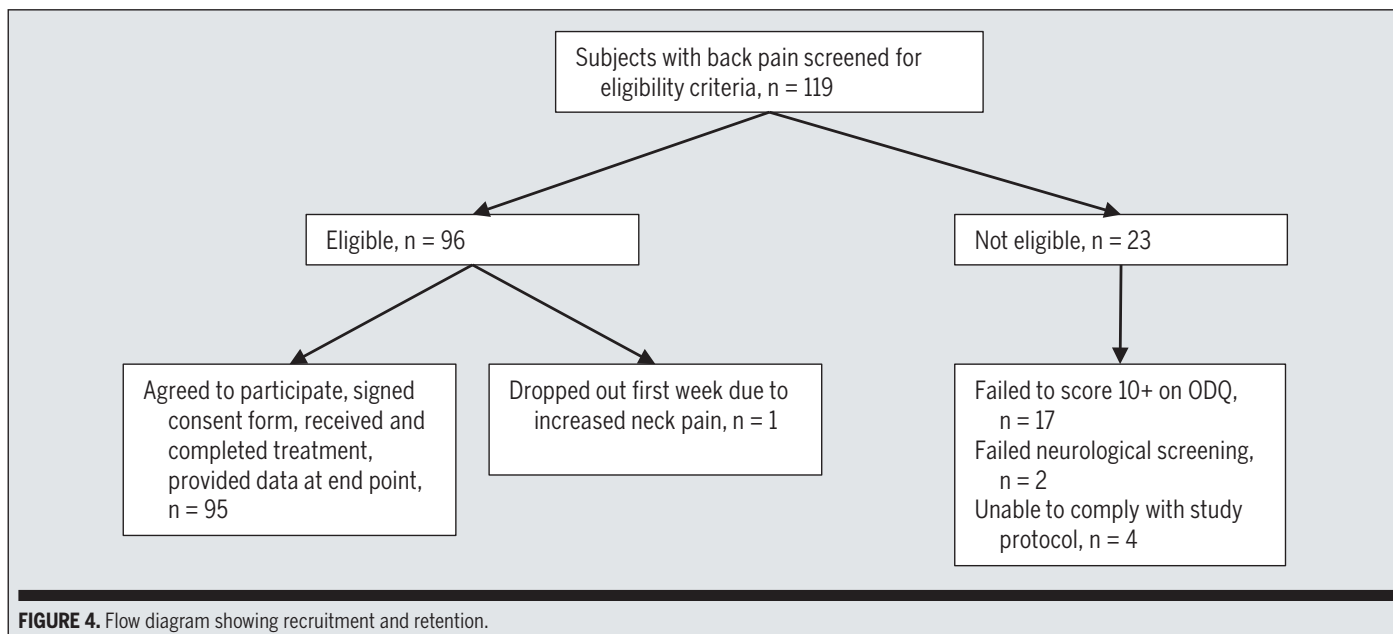 Subjects with back pain screened for
eligibility criteria, n = 119
Eligible, n = 96
Not eligible, n = 23
Agreed to participate, signed
consent form, received and
completed treatment,
provided data at end point,
n = 95
Dropped out first week due to
increased neck pain, n = 1
Failed to score 10+ on ODQ,
n = 17
Failed neurological screening,
n = 2
Unable to comply with study
protocol, n = 4
FIGURE 4. Flow diagram showing recruitment and retention.